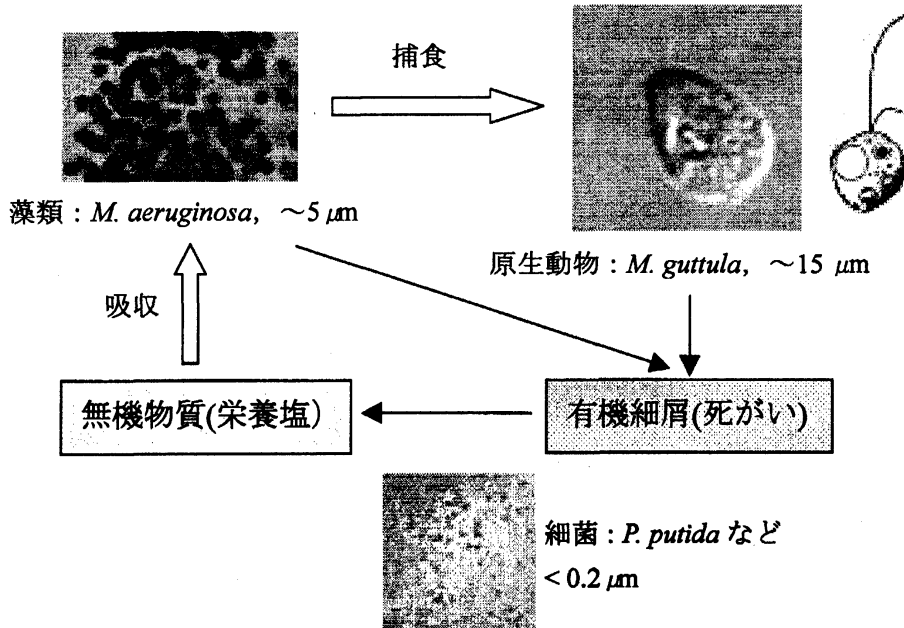 捕食
藻類：M. aeruginosa, ～5 μm
原生動物：M. guttula, ～15 μm
吸収
無機物質(栄養塩)
有機細屑(死がい)
細菌：P. putida など
< 0.2 μm